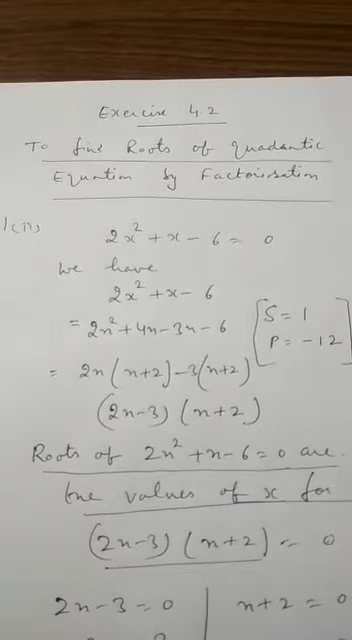 Exercise 4.2
To find Roots of quadratic
Equation by Factorisation
1(ii)
2x² + x - 6 = 0
We have
2x² + x - 6
= 2x² + 4x - 3x - 6 [S = 1
P = -12
= 2x (x+2) - 3(x+2)
(2x-3) (x+2)
Roots of 2x² + x - 6 = 0 are
the values of x for
(2x-3) (x+2) = 0
2x - 3 = 0 | x + 2 = 0